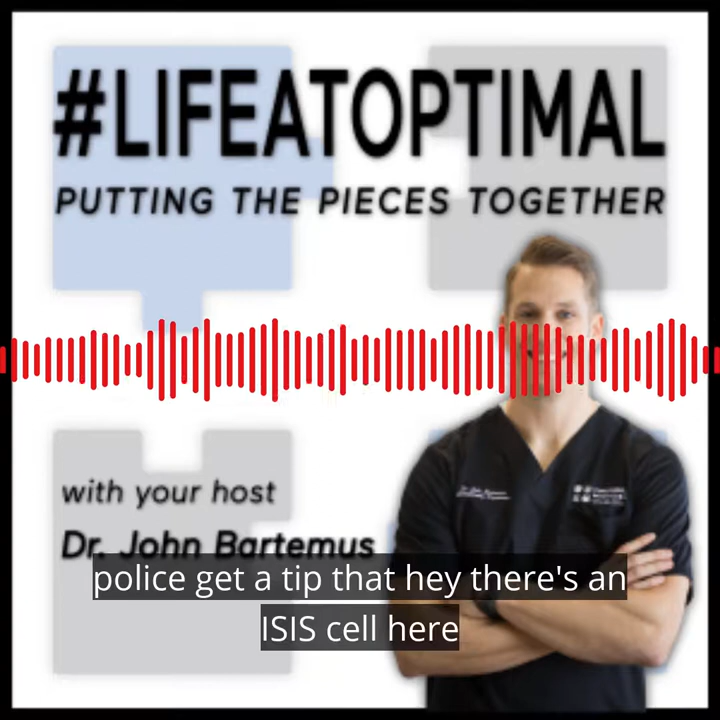 #LIFEATOPTIMAL
PUTTING THE PIECES TOGETHER
with your host
Dr. John Bartemus
police get a tip that hey there's an
ISIS cell here